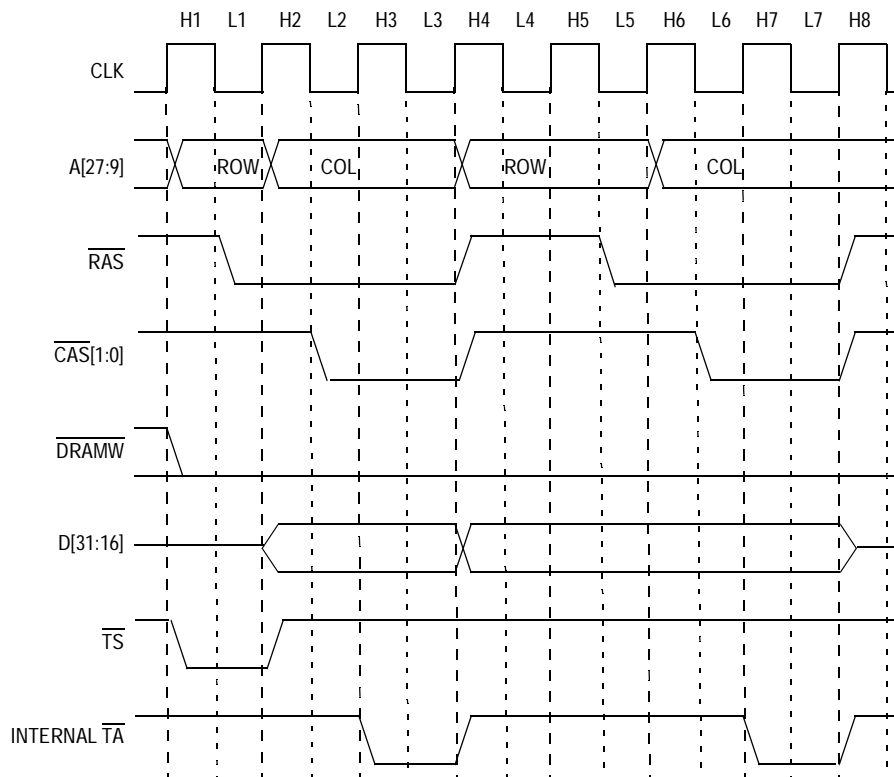 H1 L1 H2 L2 H3 L3 H4 L4 H5 L5 H6 L6 H7 L7 H8
CLK
A[27:9] ROW COL ROW COL
RAS
CAS[1:0]
DRAMW
D[31:16]
TS
INTERNAL TA